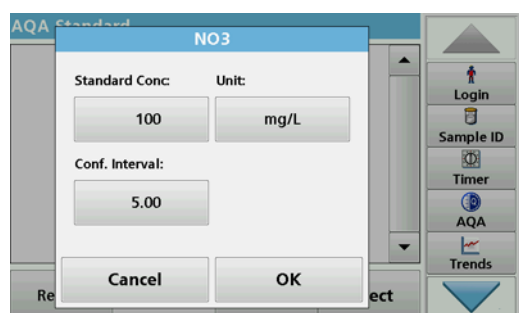 AQA Standard
NO3
Standard Conc: Unit:
100 mg/L
Conf. Interval:
5.00
Cancel OK
Re ect
Login
Sample ID
Timer
AQA
Trends